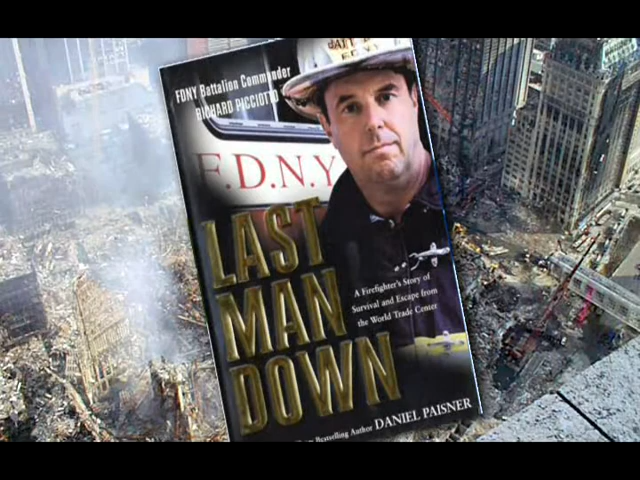 BATT
F.D.N.Y.
FDNY Battalion Commander
RICHARD PICCIOTTO
F.D.N.Y.
LAST
MAN
DOWN
A Firefighter's Story of
Survival and Escape from
the World Trade Center
Bestselling Author DANIEL PAISNER